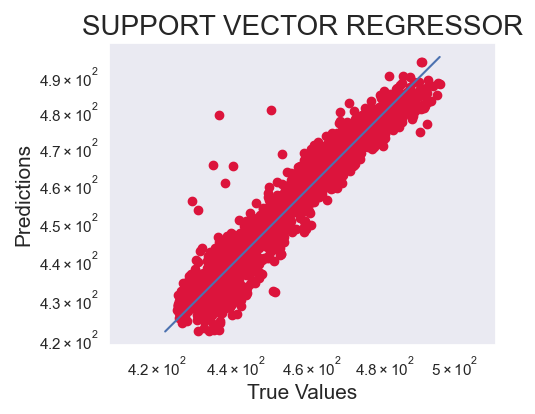 SUPPORT VECTOR REGRESSOR
4.9 × 10²
4.8 × 10²
4.7 × 10²
4.6 × 10²
4.5 × 10²
4.4 × 10²
4.3 × 10²
4.2 × 10²
Predictions
4.2 × 10² 4.4 × 10² 4.6 × 10² 4.8 × 10² 5 × 10²
True Values